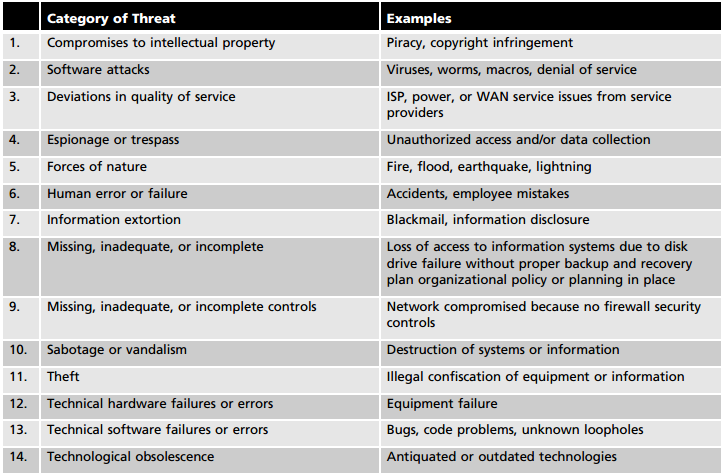 Category of Threat Examples
1. Compromises to intellectual property Piracy, copyright infringement
2. Software attacks Viruses, worms, macros, denial of service
3. Deviations in quality of service ISP, power, or WAN service issues from service
providers
4. Espionage or trespass Unauthorized access and/or data collection
5. Forces of nature Fire, flood, earthquake, lightning
6. Human error or failure Accidents, employee mistakes
7. Information extortion Blackmail, information disclosure
8. Missing, inadequate, or incomplete Loss of access to information systems due to disk
drive failure without proper backup and recovery
plan organizational policy or planning in place
9. Missing, inadequate, or incomplete controls Network compromised because no firewall security
controls
10. Sabotage or vandalism Destruction of systems or information
11. Theft Illegal confiscation of equipment or information
12. Technical hardware failures or errors Equipment failure
13. Technical software failures or errors Bugs, code problems, unknown loopholes
14. Technological obsolescence Antiquated or outdated technologies